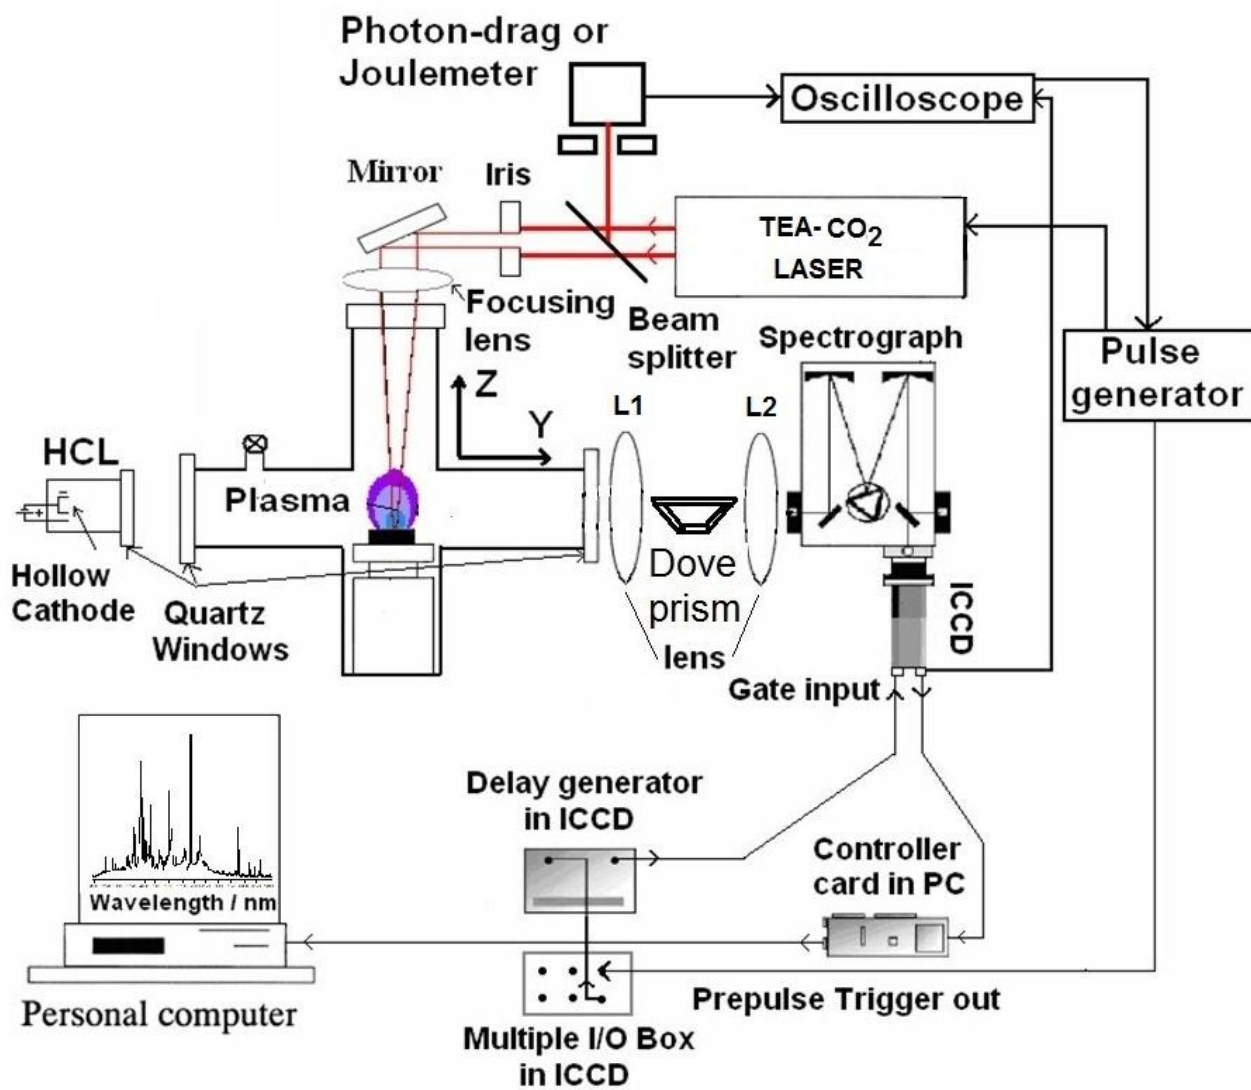 Photon-drag or
Joulemeter
Oscilloscope
Mirror
Iris
TEA- CO2
LASER
Focusing
lens
Beam
splitter
Spectrograph
Pulse
generator
Z
Y
L1
L2
HCL
- +
Plasma
Hollow
Cathode
Quartz
Windows
Dove
prism
lens
ICCD
Gate input
Delay generator
in ICCD
Controller
card in PC
Wavelength / nm
Prepulse Trigger out
Personal computer
Multiple I/O Box
in ICCD